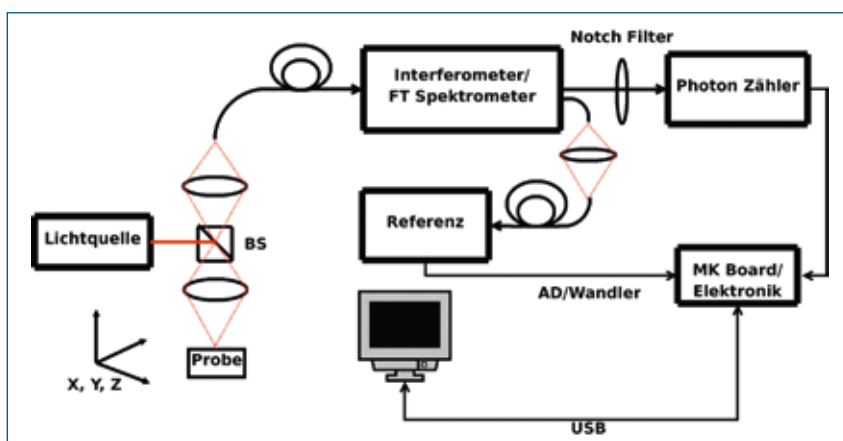 Notch Filter
Interferometer/
FT Spektrometer
Photon Zähler
Lichtquelle
BS
Referenz
MK Board/
Elektronik
AD/Wandler
Probe
X, Y, Z
USB